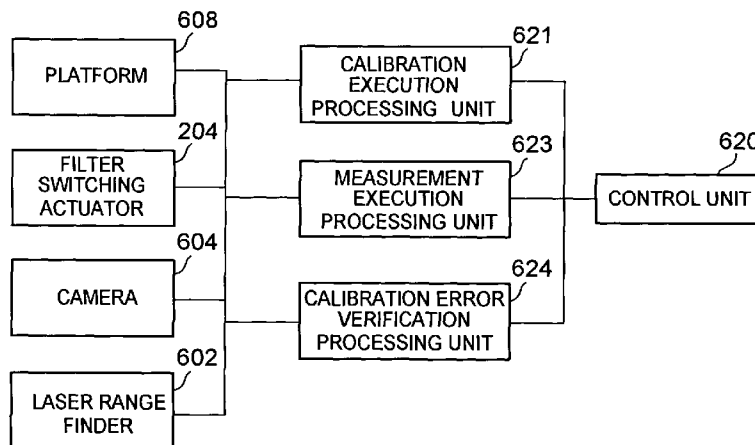 608
PLATFORM
204
FILTER
SWITCHING
ACTUATOR
604
CAMERA
602
LASER RANGE
FINDER
621
CALIBRATION
EXECUTION
PROCESSING UNIT
623
MEASUREMENT
EXECUTION
PROCESSING UNIT
624
CALIBRATION ERROR
VERIFICATION
PROCESSING UNIT
620
CONTROL UNIT